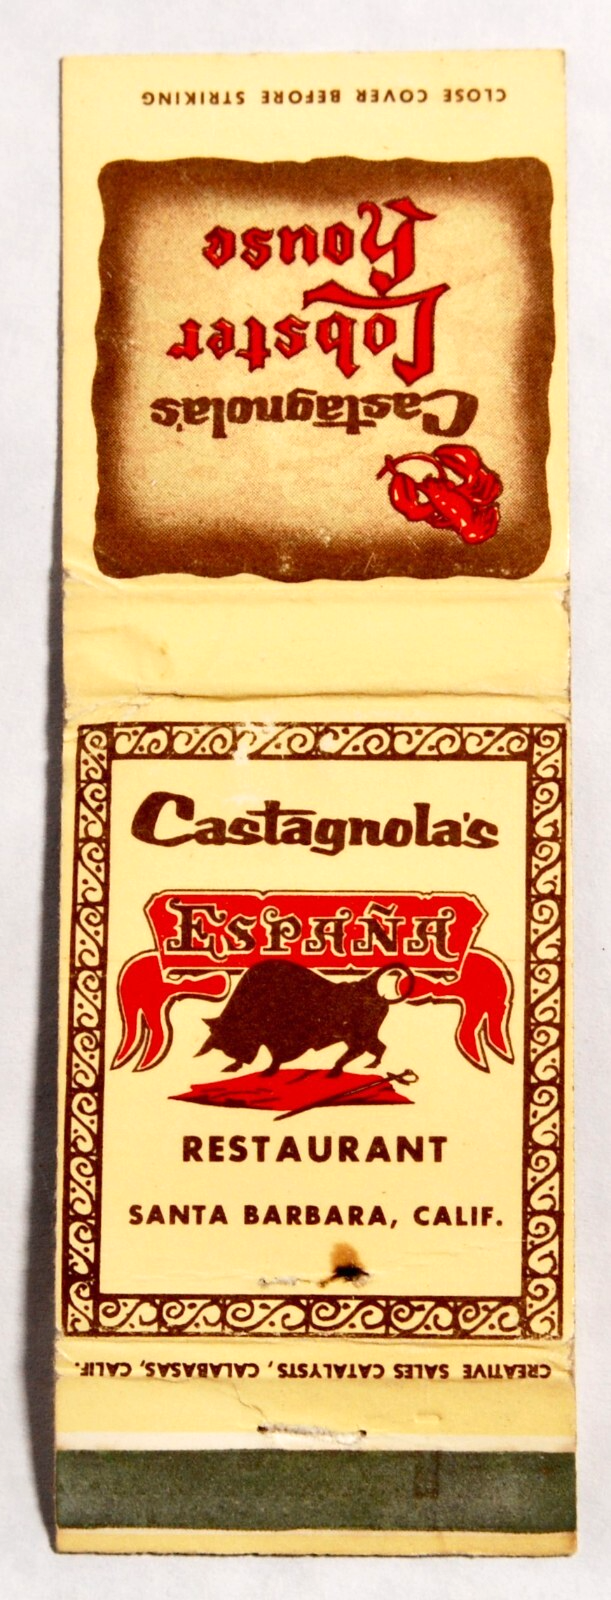 CLOSE COVER BEFORE STRIKING
Castagnola's
Lobster
House
Castagnola's
ESPAÑA
RESTAURANT
SANTA BARBARA, CALIF.
CREATIVE SALES CATALYSTS, CALABASAS, CALIF.